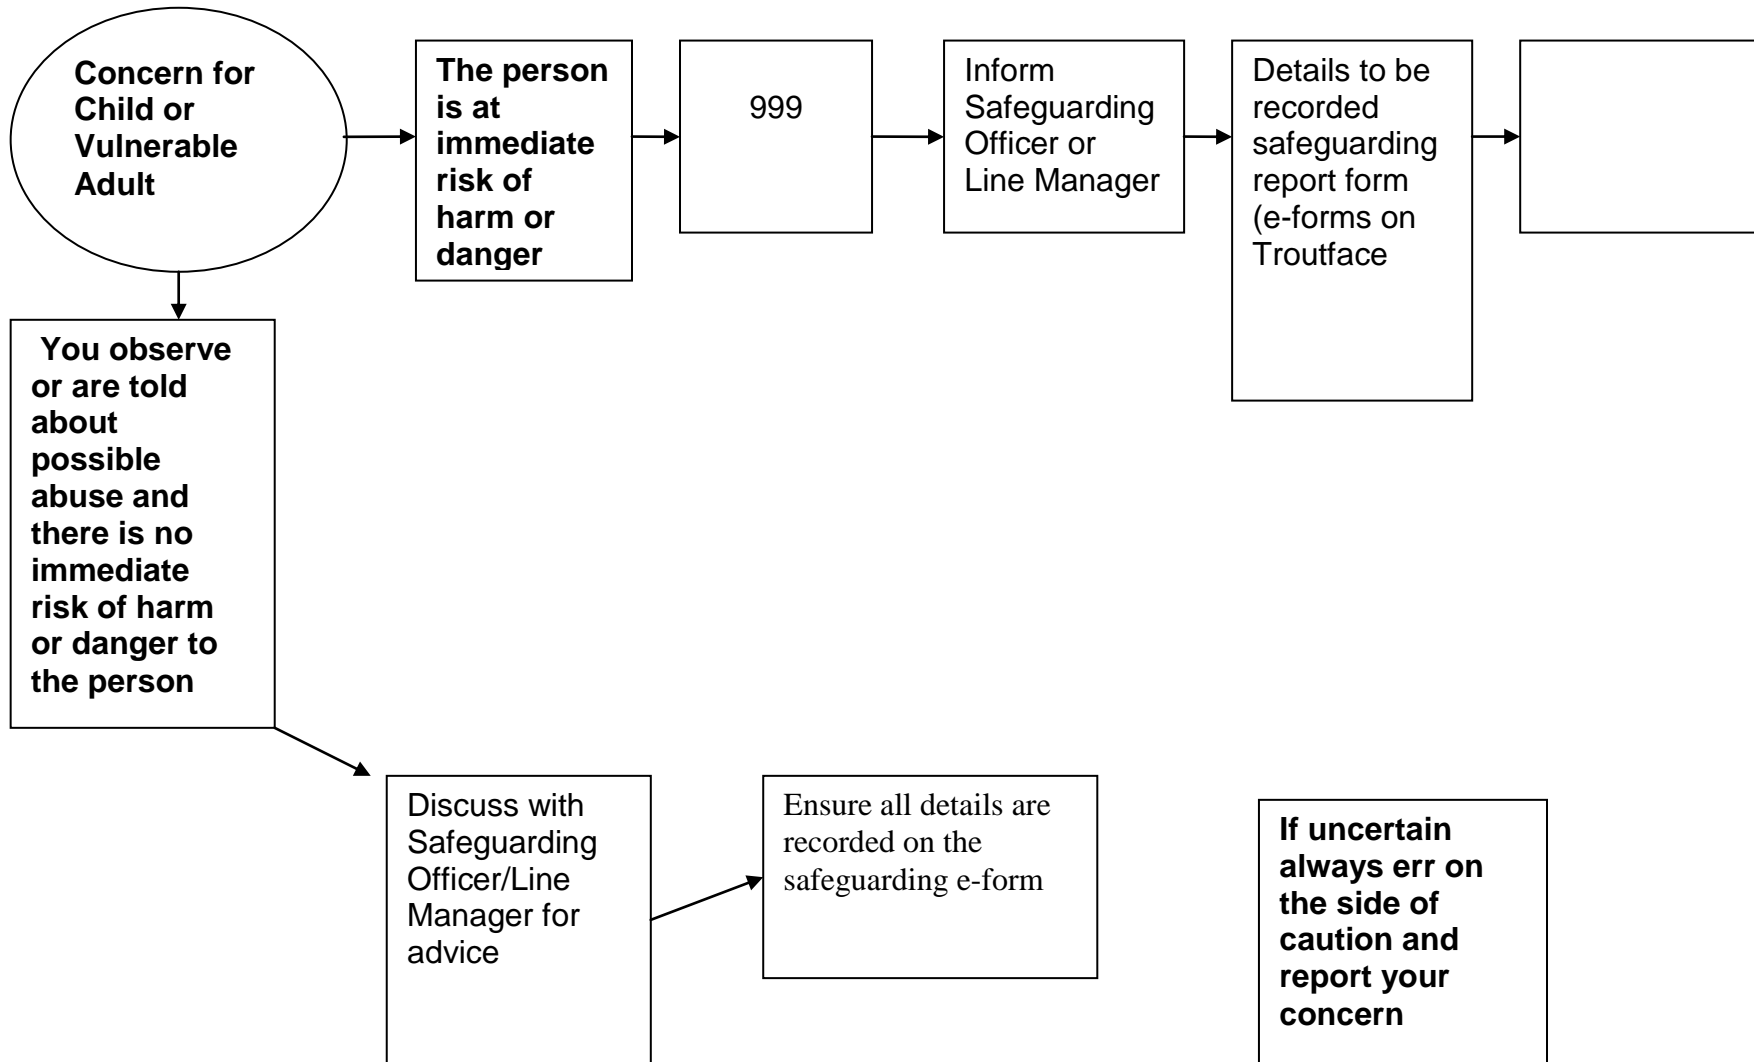 Concern for
Child or
Vulnerable
Adult
The person
is at
immediate
risk of
harm or
danger
999
Inform
Safeguarding
Officer or
Line Manager
Details to be
recorded
safeguarding
report form
(e-forms on
Troutface
You observe
or are told
about
possible
abuse and
there is no
immediate
risk of harm
or danger to
the person
Discuss with
Safeguarding
Officer/Line
Manager for
advice
Ensure all details are
recorded on the
safeguarding e-form
If uncertain
always err on
the side of
caution and
report your
concern